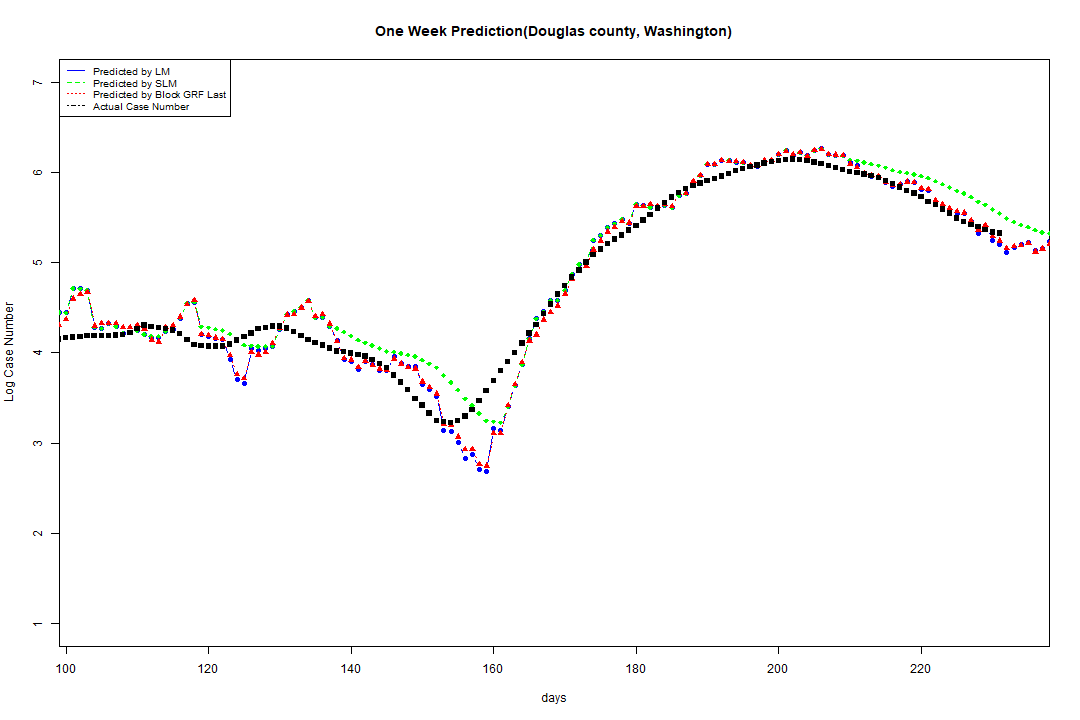 One Week Prediction(Douglas county, Washington)
Predicted by LM
Predicted by SLM
Predicted by Block GRF Last
Actual Case Number
7
6
5
4
3
2
1
Log Case Number
100 120 140 160 180 200 220
days